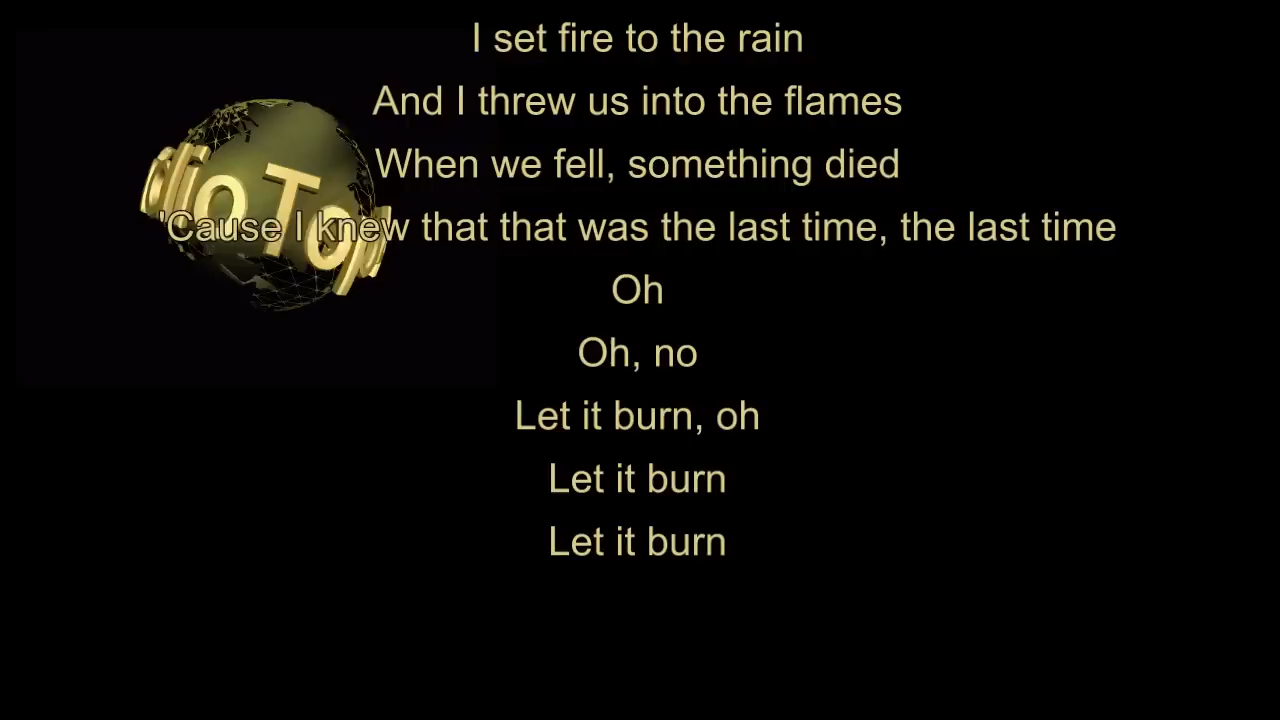 I set fire to the rain
And I threw us into the flames
When we fell, something died
'Cause I knew that that was the last time, the last time
Oh
Oh, no
Let it burn, oh
Let it burn
Let it burn